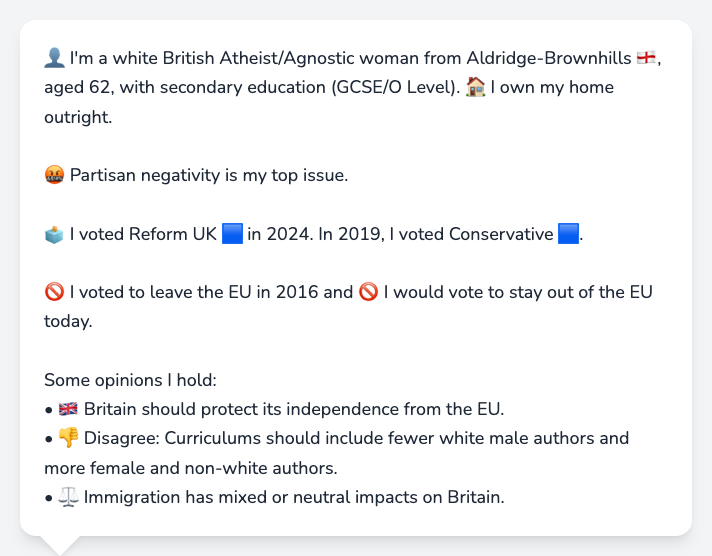 👤 I'm a white British Atheist/Agnostic woman from Aldridge-Brownhills 🏴󠁧󠁢󠁥󠁮󠁧󠁿,
aged 62, with secondary education (GCSE/O Level). 🏠 I own my home
outright.
🤬 Partisan negativity is my top issue.
🗳️ I voted Reform UK 🟦 in 2024. In 2019, I voted Conservative 🟦.
🚫 I voted to leave the EU in 2016 and 🚫 I would vote to stay out of the EU
today.
Some opinions I hold:
• 🇬🇧 Britain should protect its independence from the EU.
• 👎 Disagree: Curriculums should include fewer white male authors and
more female and non-white authors.
• ⚖️ Immigration has mixed or neutral impacts on Britain.